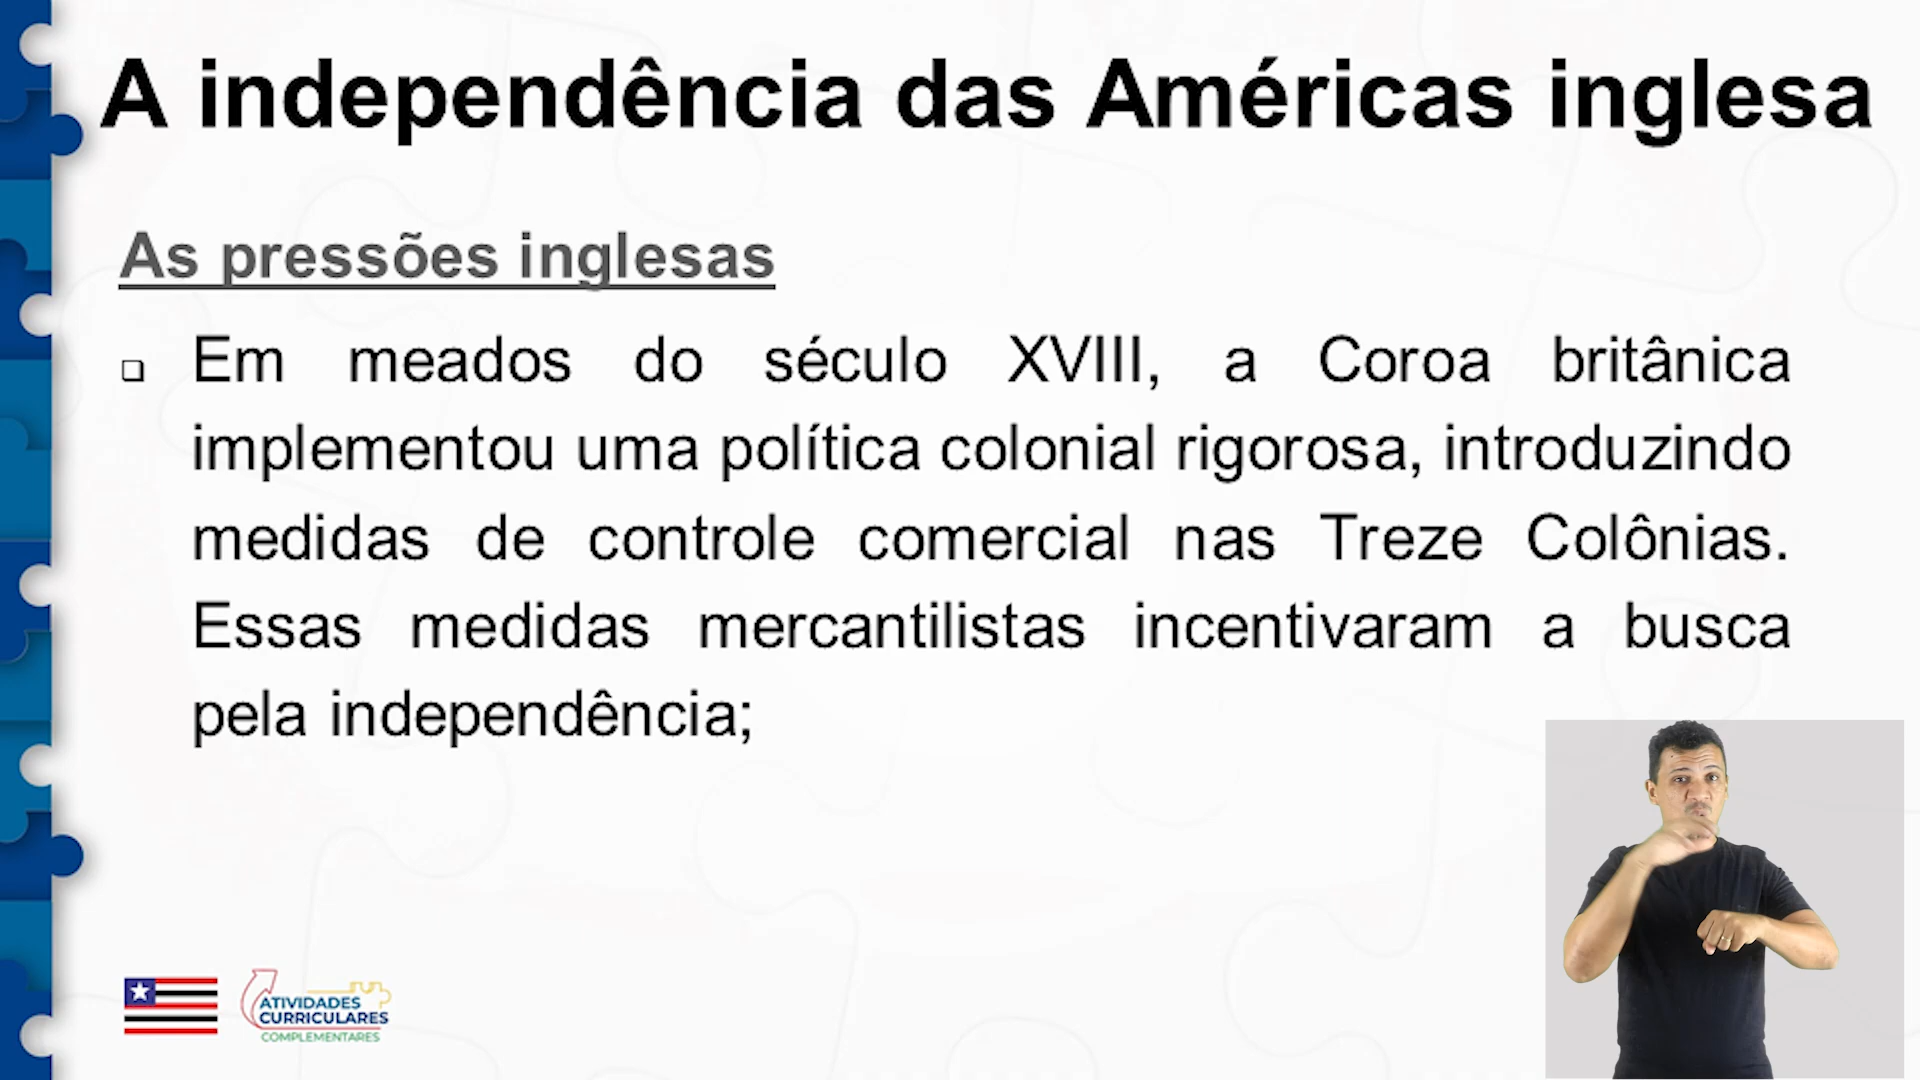 A independência das Américas inglesa
As pressões inglesas
❑ Em meados do século XVIII, a Coroa britânica
implementou uma política colonial rigorosa, introduzindo
medidas de controle comercial nas Treze Colônias.
Essas medidas mercantilistas incentivaram a busca
pela independência;
ATIVIDADES
CURRICULARES
COMPLEMENTARES